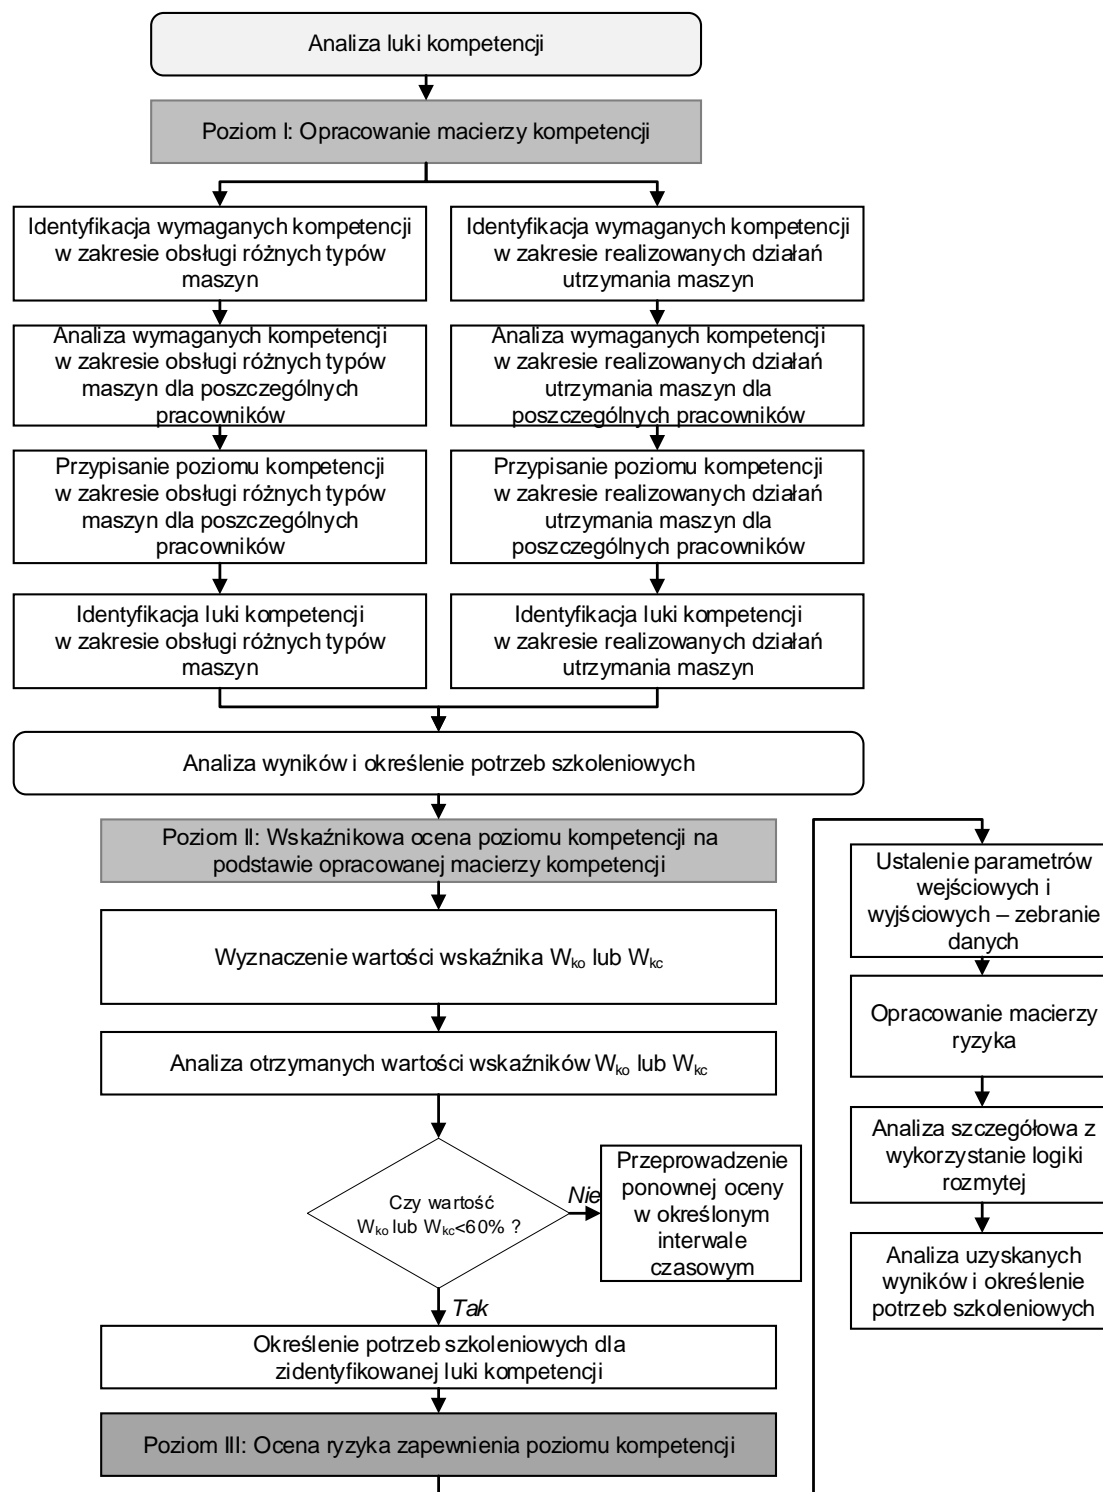 Analiza luki kompetencji
Poziom I: Opracowanie macierzy kompetencji
Identyfikacja wymaganych kompetencji
w zakresie obsługi różnych typów
maszyn
Identyfikacja wymaganych kompetencji
w zakresie realizowanych działań
utrzymania maszyn
Analiza wymaganych kompetencji
w zakresie obsługi różnych typów
maszyn dla poszczególnych
pracowników
Analiza wymaganych kompetencji
w zakresie realizowanych działań
utrzymania maszyn dla
poszczególnych pracowników
Przypisanie poziomu kompetencji
w zakresie obsługi różnych typów
maszyn dla poszczególnych
pracowników
Przypisanie poziomu kompetencji
w zakresie realizowanych działań
utrzymania maszyn dla
poszczególnych pracowników
Identyfikacja luki kompetencji
w zakresie obsługi różnych typów
maszyn
Identyfikacja luki kompetencji
w zakresie realizowanych działań
utrzymania maszyn
Analiza wyników i określenie potrzeb szkoleniowych
Poziom II: Wskaźnikowa ocena poziomu kompetencji na
podstawie opracowanej macierzy kompetencji
Wyznaczenie wartości wskaźnika Wko lub Wkc
Analiza otrzymanych wartości wskaźników Wko lub Wkc
Czy wartość
Wko lub Wkc<60% ?
Nie
Przeprowadzenie
ponownej oceny
w określonym
interwale
czasowym
Tak
Określenie potrzeb szkoleniowych dla
zidentyfikowanej luki kompetencji
Poziom III: Ocena ryzyka zapewnienia poziomu kompetencji
Ustalenie parametrów
wejściowych i
wyjściowych – zebranie
danych
Opracowanie macierzy
ryzyka
Analiza szczegółowa z
wykorzystanie logiki
rozmytej
Analiza uzyskanych
wyników i określenie
potrzeb szkoleniowych